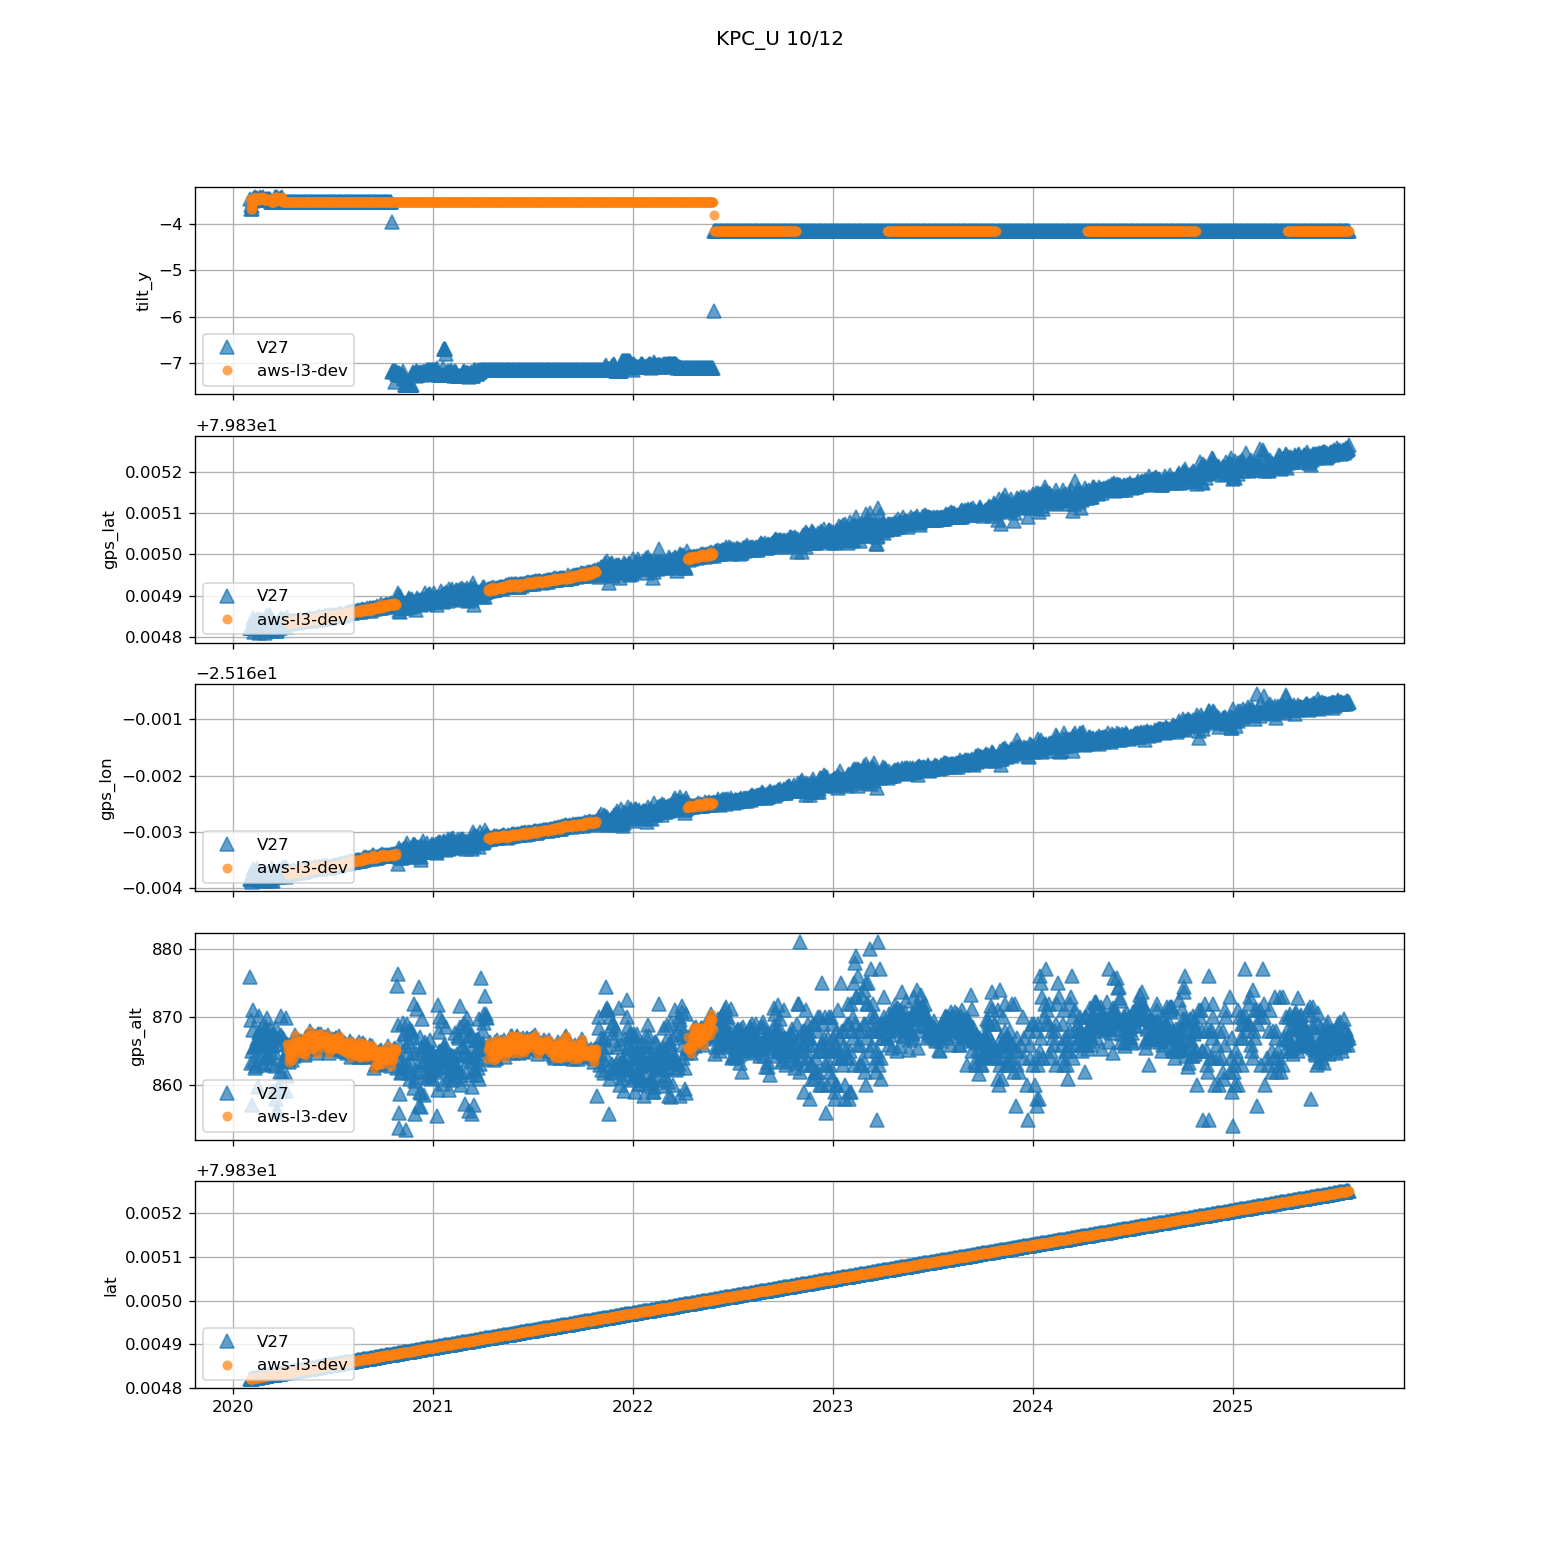 KPC_U 10/12
−4
−5
−6
−7
tilt_y
V27
aws-l3-dev
+7.983e1
0.0052
0.0051
0.0050
0.0049
0.0048
gps_lat
V27
aws-l3-dev
−2.516e1
−0.001
−0.002
−0.003
−0.004
gps_lon
V27
aws-l3-dev
880
870
860
gps_alt
V27
aws-l3-dev
+7.983e1
0.0052
0.0051
0.0050
0.0049
0.0048
lat
V27
aws-l3-dev
2020 2021 2022 2023 2024 2025